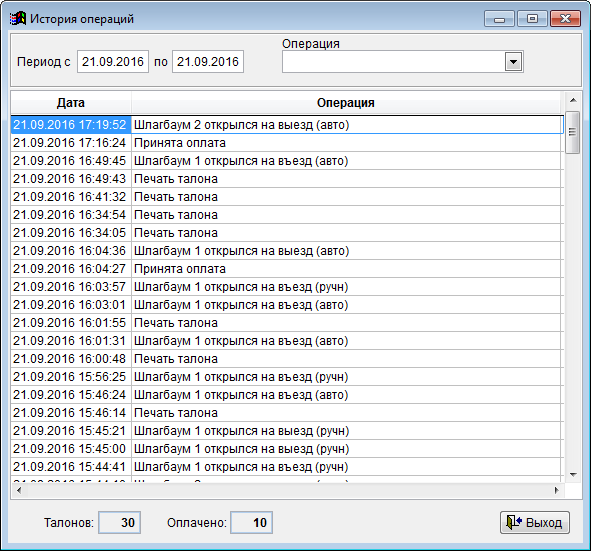 История операций
Операция
Период с 21.09.2016 по 21.09.2016
Дата Операция
21.09.2016 17:19:52 Шлагбаум 2 открылся на выезд (авто)
21.09.2016 17:16:24 Принята оплата
21.09.2016 16:49:45 Шлагбаум 1 открылся на въезд (авто)
21.09.2016 16:49:43 Печать талона
21.09.2016 16:41:32 Печать талона
21.09.2016 16:34:54 Печать талона
21.09.2016 16:34:05 Печать талона
21.09.2016 16:04:36 Шлагбаум 1 открылся на выезд (авто)
21.09.2016 16:04:27 Принята оплата
21.09.2016 16:03:57 Шлагбаум 1 открылся на въезд (ручн)
21.09.2016 16:03:01 Шлагбаум 1 открылся на въезд (авто)
21.09.2016 16:01:55 Печать талона
21.09.2016 16:01:31 Шлагбаум 1 открылся на въезд (авто)
21.09.2016 16:00:48 Печать талона
21.09.2016 15:56:25 Шлагбаум 1 открылся на въезд (ручн)
21.09.2016 15:46:24 Шлагбаум 1 открылся на въезд (авто)
21.09.2016 15:46:14 Печать талона
21.09.2016 15:45:21 Шлагбаум 1 открылся на выезд (ручн)
21.09.2016 15:45:00 Шлагбаум 1 открылся на выезд (ручн)
21.09.2016 15:44:41 Шлагбаум 1 открылся на въезд (ручн)
Талонов: 30 Оплачено: 10 Выход